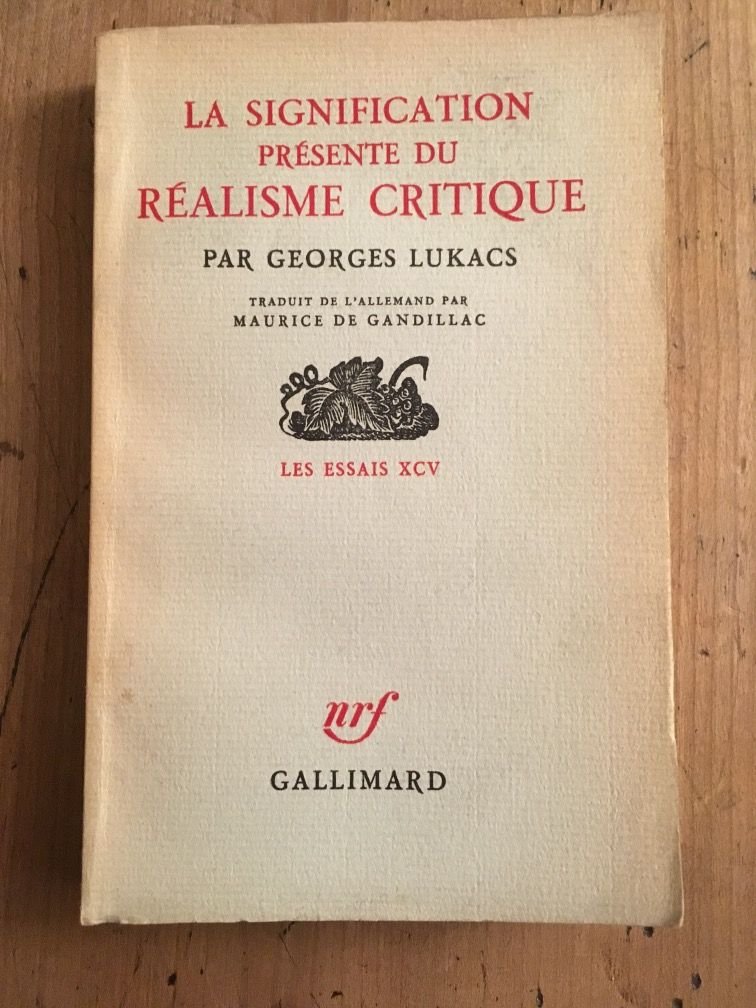 LA SIGNIFICATION
PRÉSENTE DU
RÉALISME CRITIQUE
PAR GEORGES LUKACS
TRADUIT DE L'ALLEMAND PAR
MAURICE DE GANDILLAC
LES ESSAIS XCV
nrf
GALLIMARD